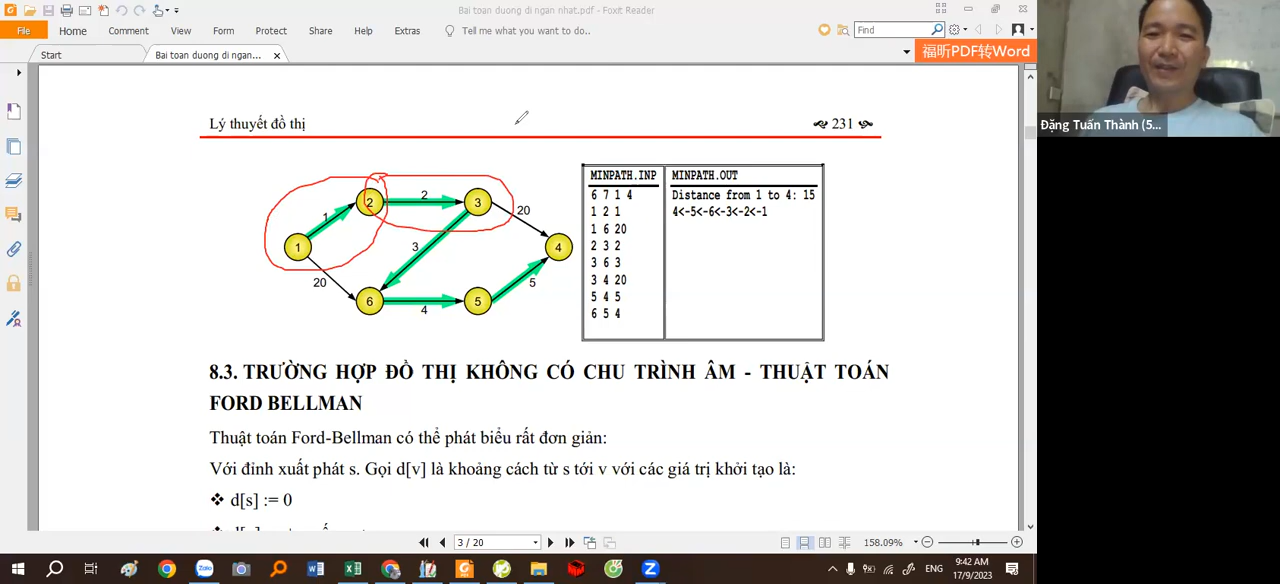 Bai toan duong di ngan nhat.pdf - Foxit Reader
File Home Comment View Form Protect Share Help Extras Tell me what you want to do.. Find
Start Bai toan duong di ngan nhat....
福昕PDF转Word
Lý thuyết đồ thị 231
1
2
3
4
5
6
1
2
3
4
5
20
20
MINPATH.INP
6 7 1 4
1 2 1
1 6 20
2 3 2
3 6 3
3 4 20
5 4 5
6 5 4
MINPATH.OUT
Distance from 1 to 4: 15
4<-5<-6<-3<-2<-1
8.3. TRƯỜNG HỢP ĐỒ THỊ KHÔNG CÓ CHU TRÌNH ÂM - THUẬT TOÁN
FORD BELLMAN
Thuật toán Ford-Bellman có thể phát biểu rất đơn giản:
Với đỉnh xuất phát s. Gọi d[v] là khoảng cách từ s tới v với các giá trị khởi tạo là:
❖ d[s] := 0
3 / 20
158.09%
Đặng Tuấn Thành (5...
ENG
9:42 AM
17/9/2023